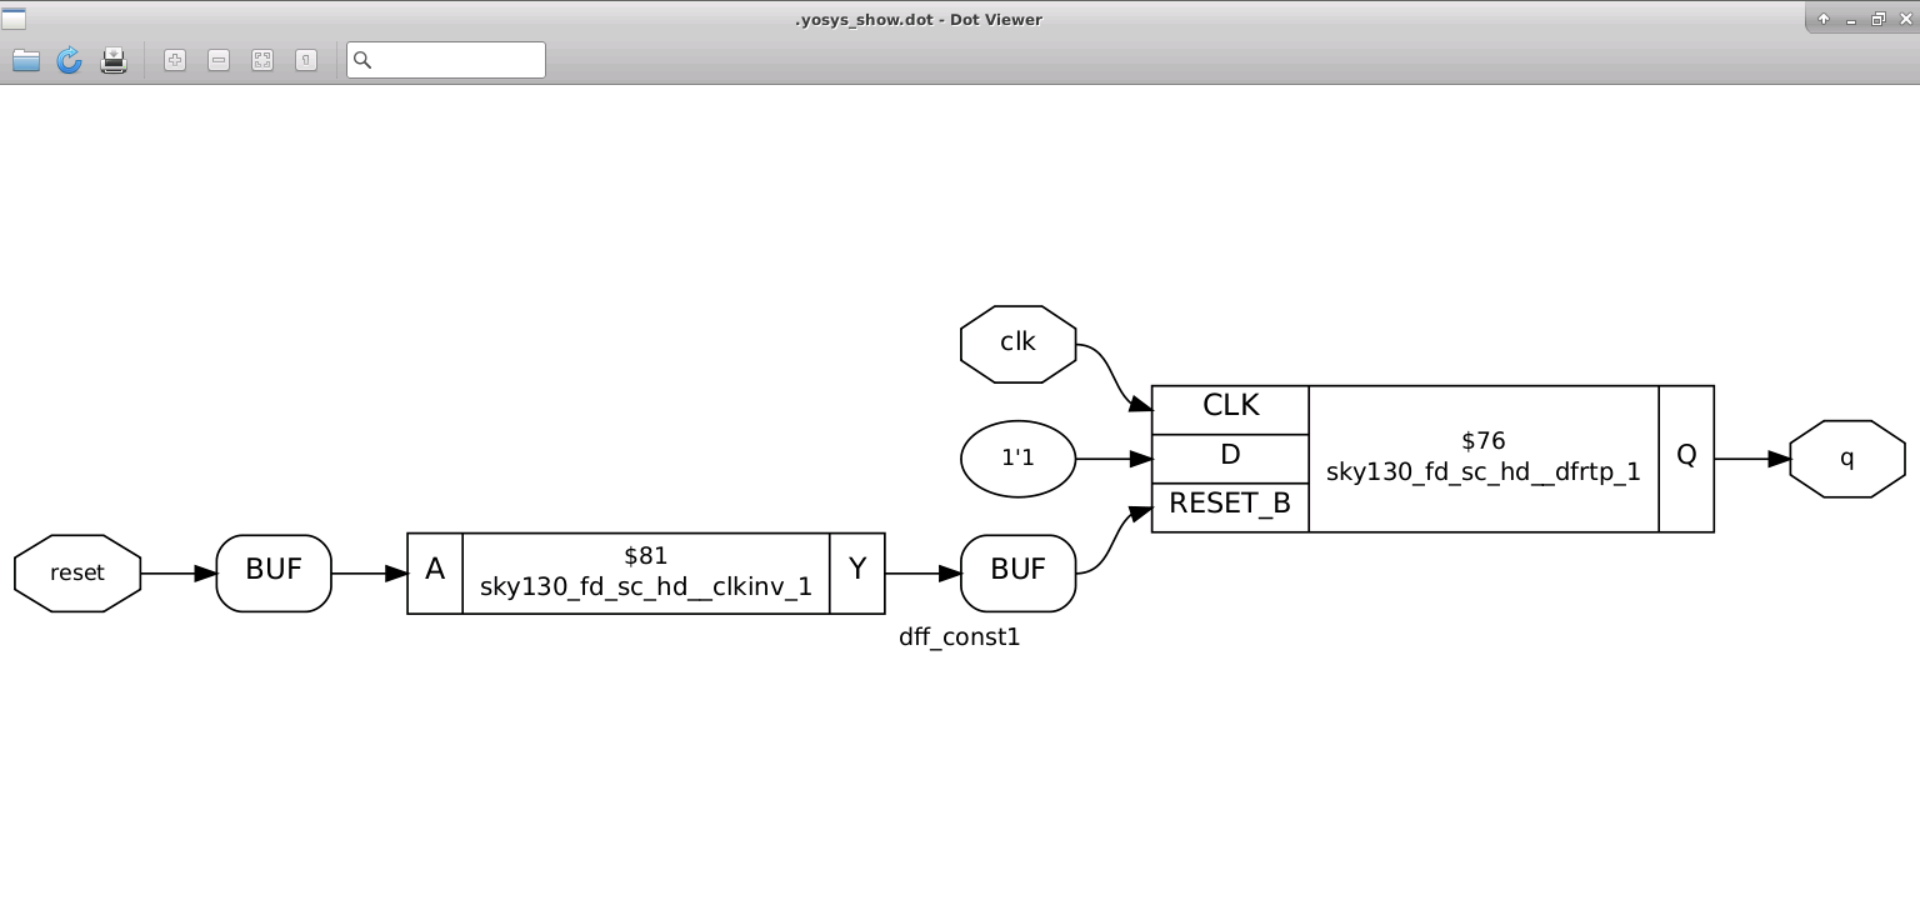 .yosys_show.dot - Dot Viewer
clk
CLK
1'1
D
$76
sky130_fd_sc_hd__dfrtp_1
Q
q
RESET_B
reset
BUF
A
$81
sky130_fd_sc_hd__clkinv_1
Y
BUF
dff_const1